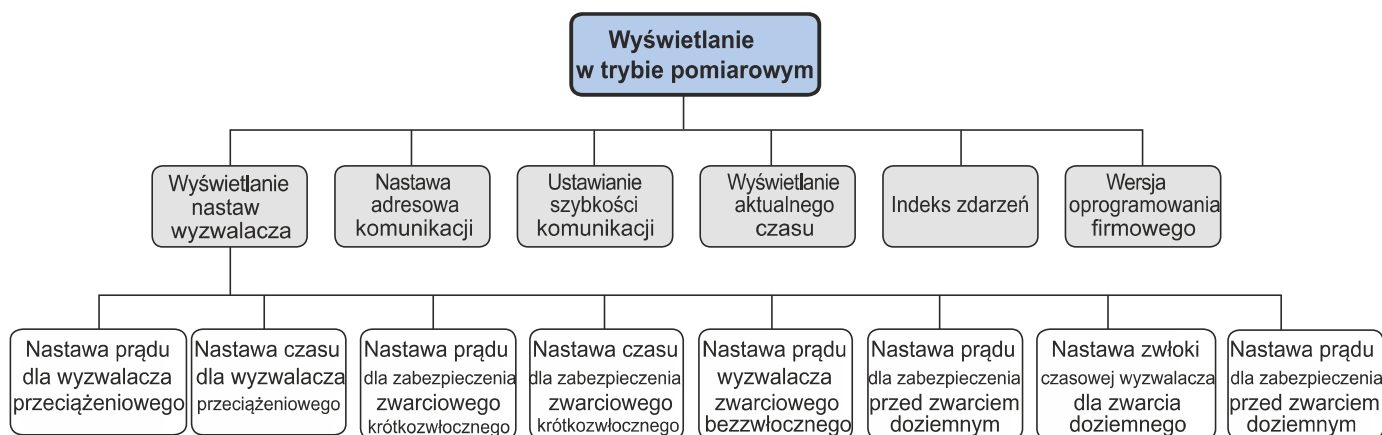 Wyświetlanie
w trybie pomiarowym
Wyświetlanie
nastaw
wyzwalacza
Nastawa
adresowa
komunikacji
Ustawianie
szybkości
komunikacji
Wyświetlanie
aktualnego
czasu
Indeks zdarzeń
Wersja
oprogramowania
firmowego
Nastawa prądu
dla wyzwalacza
przeciążeniowego
Nastawa czasu
dla wyzwalacza
przeciążeniowego
Nastawa prądu
dla zabezpieczenia
zwarciowego
krótkozwłocznego
Nastawa czasu
dla zabezpieczenia
zwarciowego
krótkozwłocznego
Nastawa prądu
wyzwalacza
zwarciowego
bezzwłocznego
Nastawa prądu
dla zabezpieczenia
przed zwarciem
doziemnym
Nastawa zwłoki
czasowej wyzwalacza
dla zwarcia
doziemnego
Nastawa prądu
dla zabezpieczenia
przed zwarciem
doziemnym